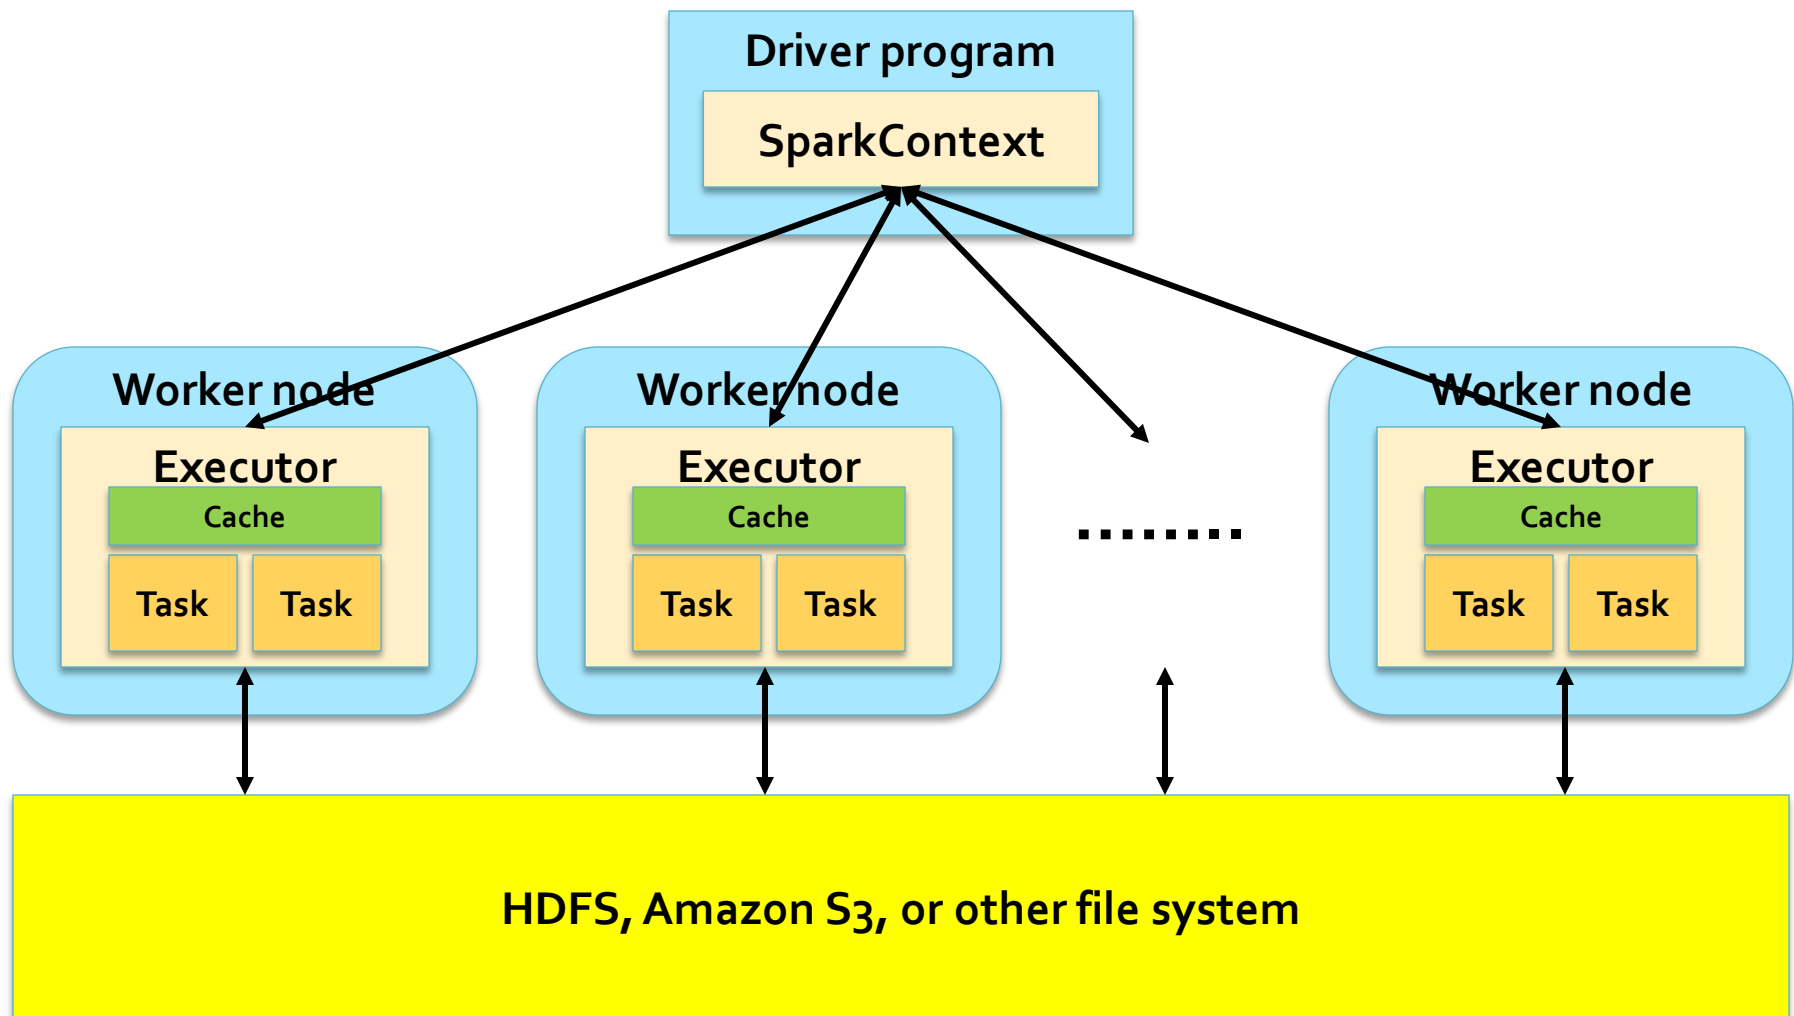 Driver program
SparkContext
Worker node
Executor
Cache
Task Task
Worker node
Executor
Cache
Task Task
........
Worker node
Executor
Cache
Task Task
HDFS, Amazon S3, or other file system